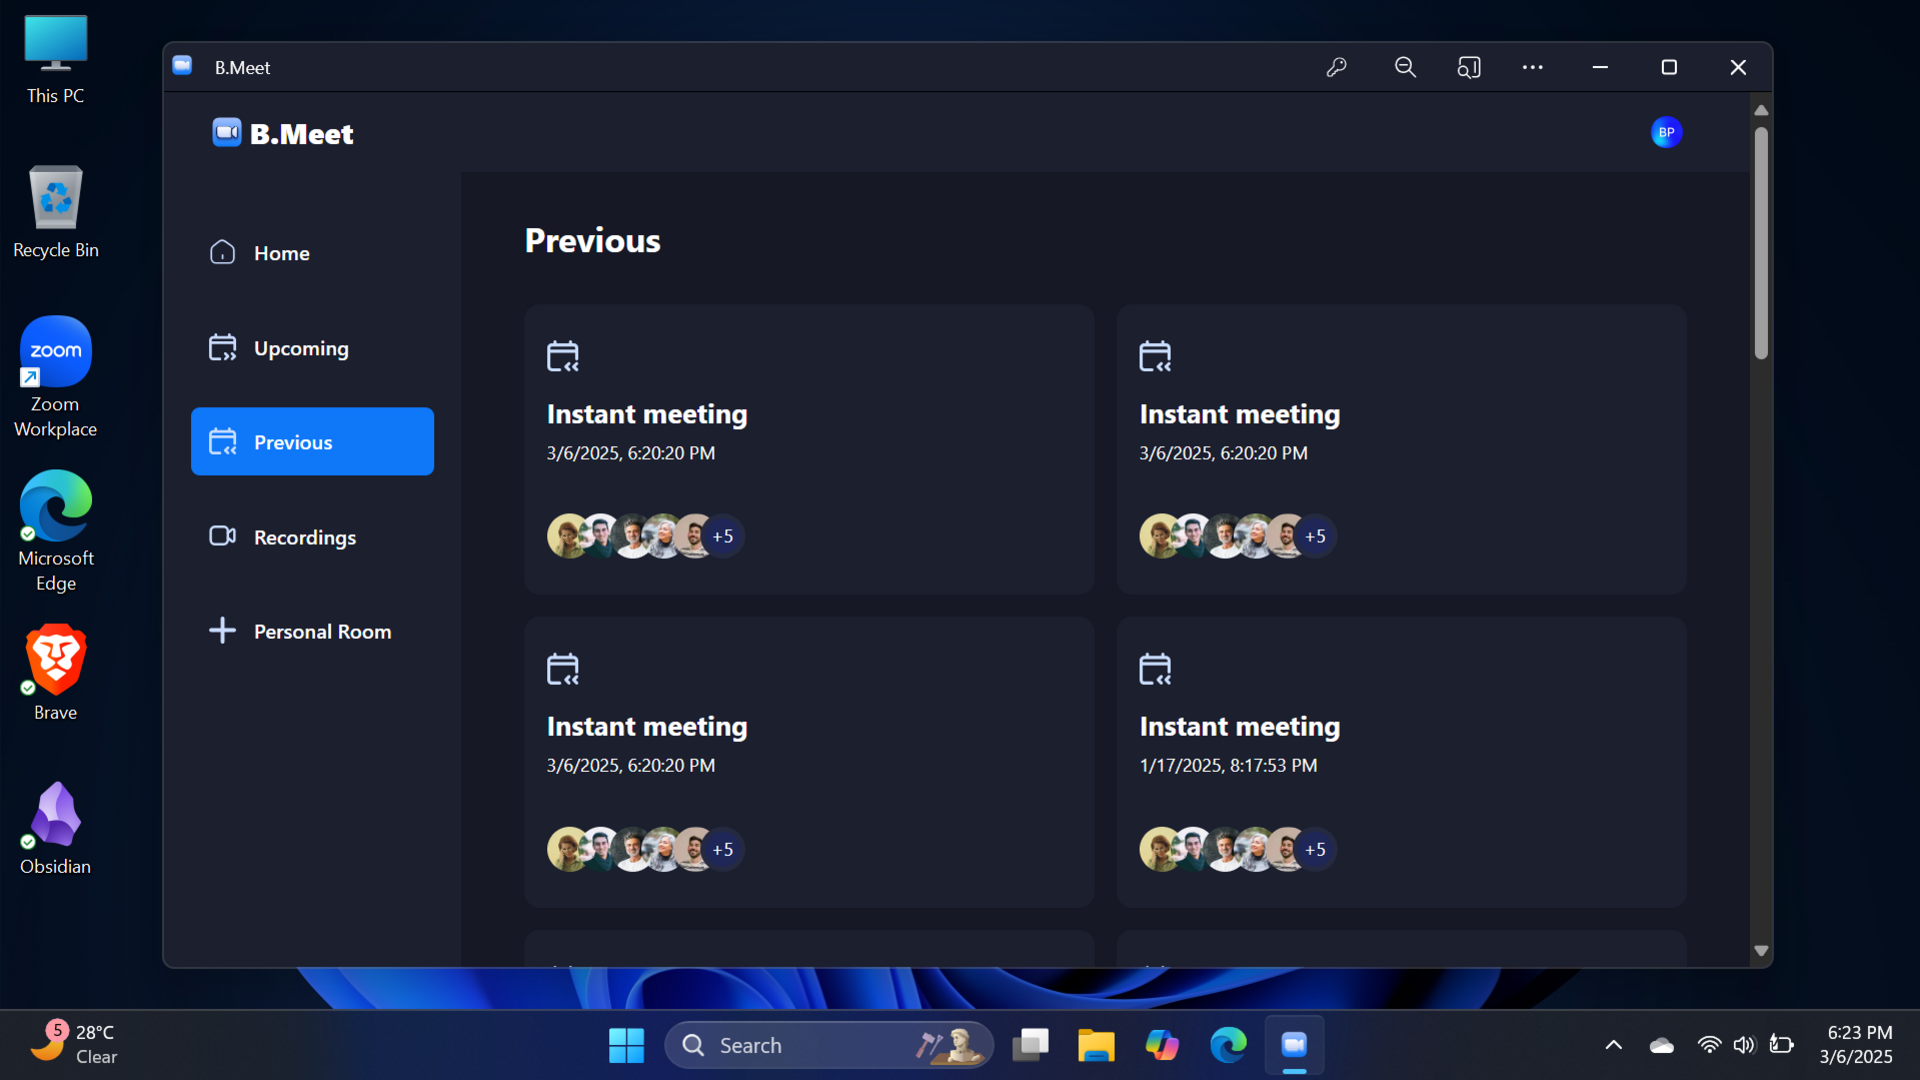 This PC
Recycle Bin
zoom
Zoom
Workplace
Microsoft
Edge
Brave
Obsidian
B.Meet
B.Meet
BP
Home
Upcoming
Previous
Recordings
Personal Room
Previous
Instant meeting
3/6/2025, 6:20:20 PM
+5
Instant meeting
3/6/2025, 6:20:20 PM
+5
Instant meeting
3/6/2025, 6:20:20 PM
+5
Instant meeting
1/17/2025, 8:17:53 PM
+5
5
28°C
Clear
Search
6:23 PM
3/6/2025